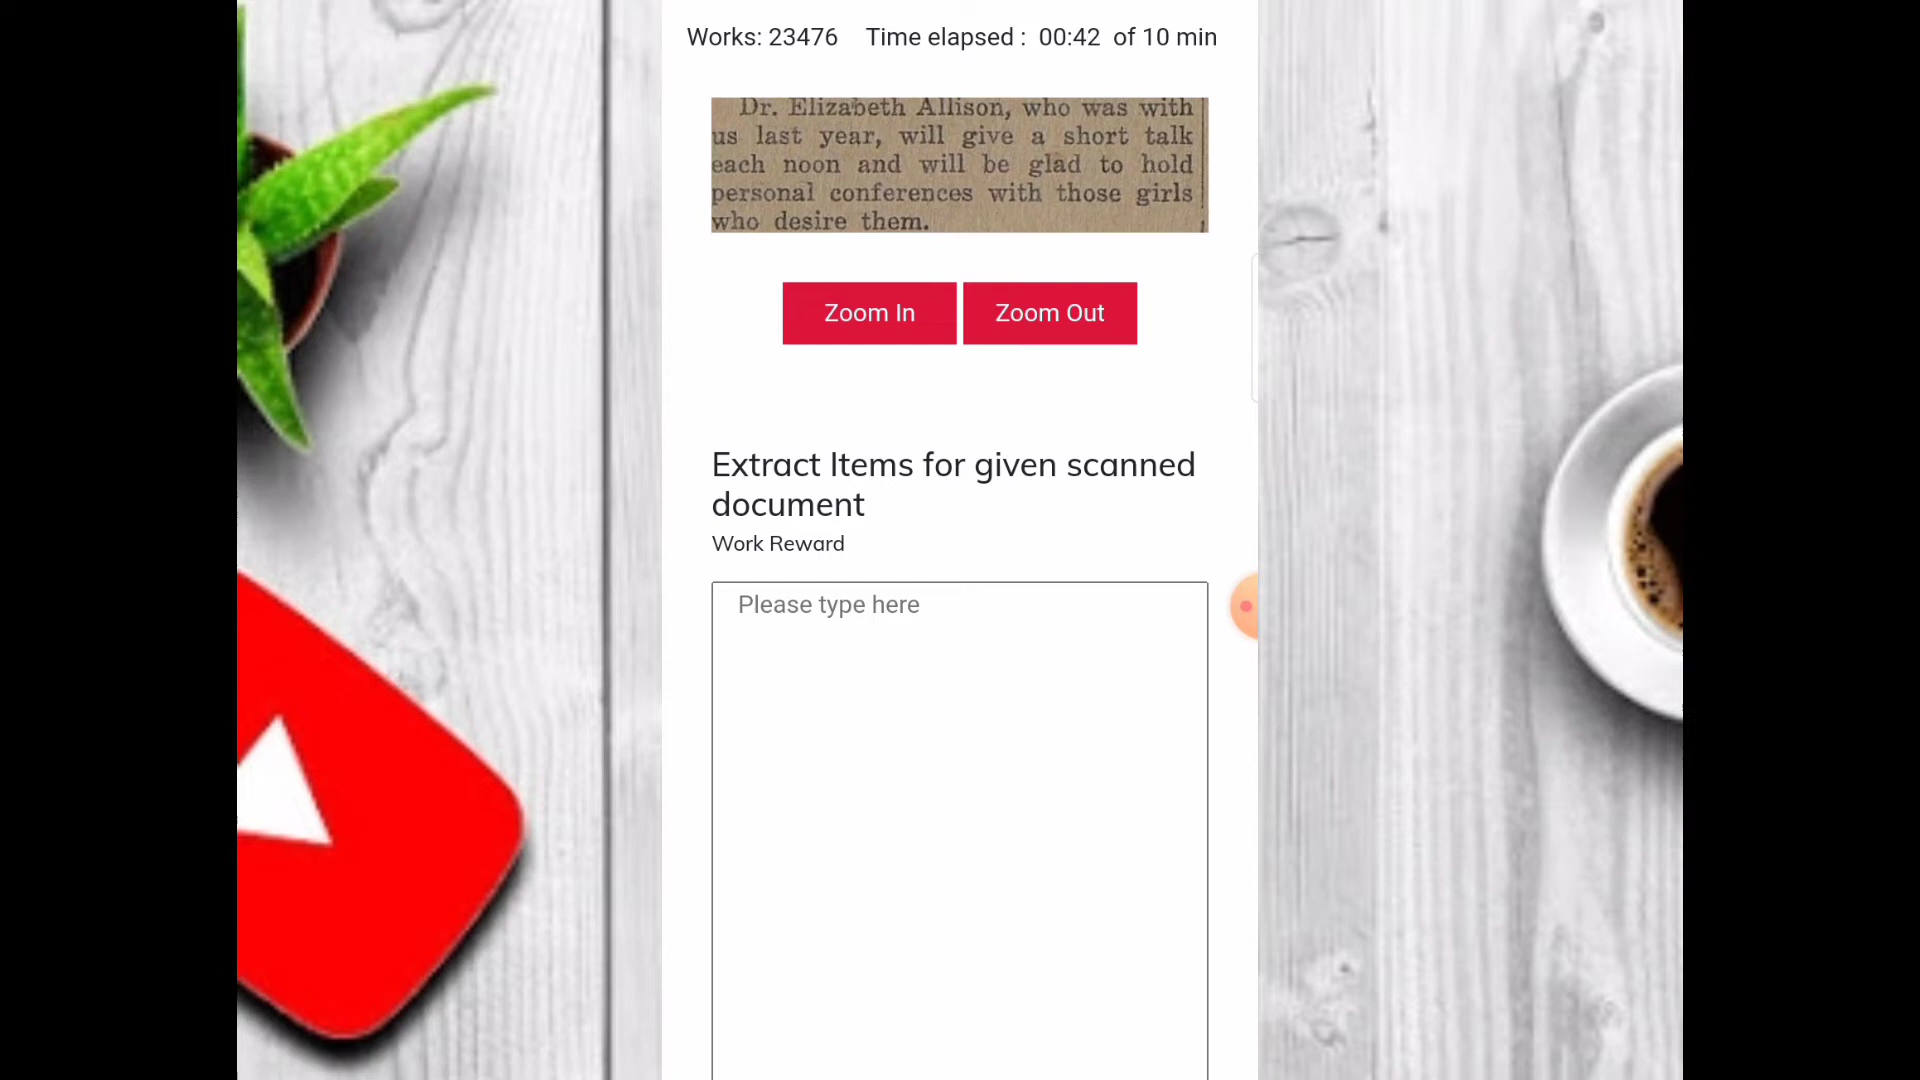 Works: 23476 Time elapsed : 00:42 of 10 min
Dr. Elizabeth Allison, who was with
us last year, will give a short talk
each noon and will be glad to hold
personal conferences with those girls
who desire them.
Zoom In Zoom Out
Extract Items for given scanned
document
Work Reward
Please type here